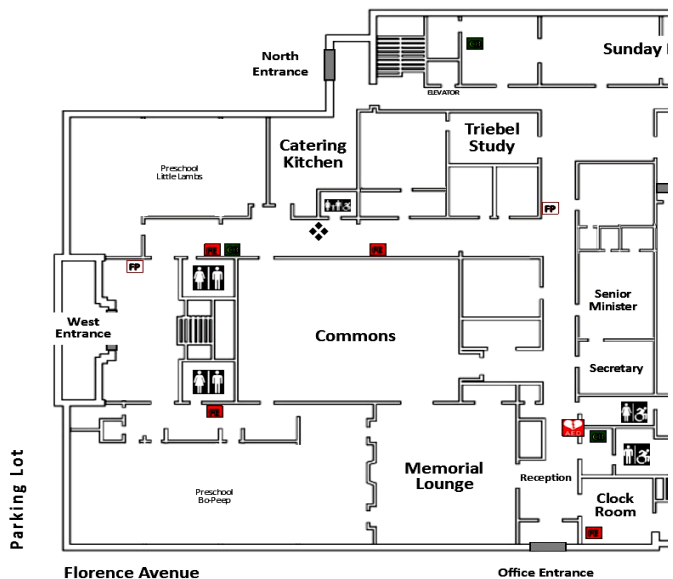 North
Entrance
Sunday
ELEVATOR
Catering
Kitchen
Triebel
Study
Preschool
Little Lambs
FP
FP
West
Entrance
Commons
Senior
Minister
Secretary
AED
Memorial
Lounge
Reception
Preschool
Bo-Peep
Clock
Room
Parking Lot
Florence Avenue
Office Entrance